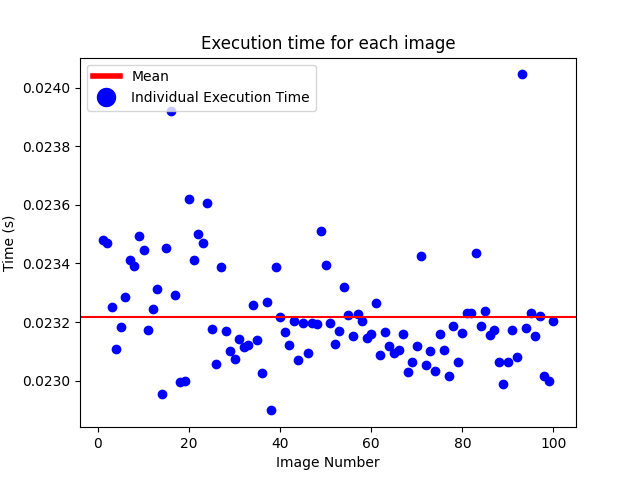 Execution time for each image
Mean
Individual Execution Time
0.0240
0.0238
0.0236
0.0234
0.0232
0.0230
Time (s)
0 20 40 60 80 100
Image Number